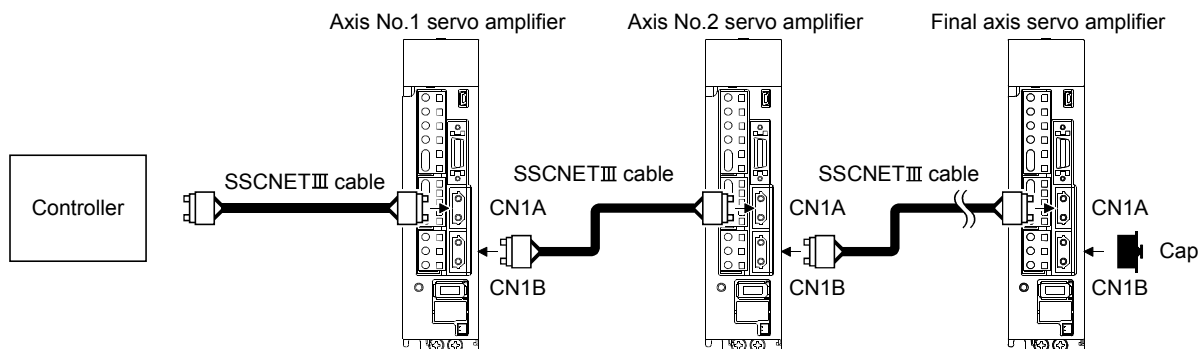 Axis No.1 servo amplifier
Axis No.2 servo amplifier
Final axis servo amplifier
Controller
SSCNETⅢ cable
CN1A
CN1B
SSCNETⅢ cable
CN1A
CN1B
SSCNETⅢ cable
CN1A
CN1B
Cap